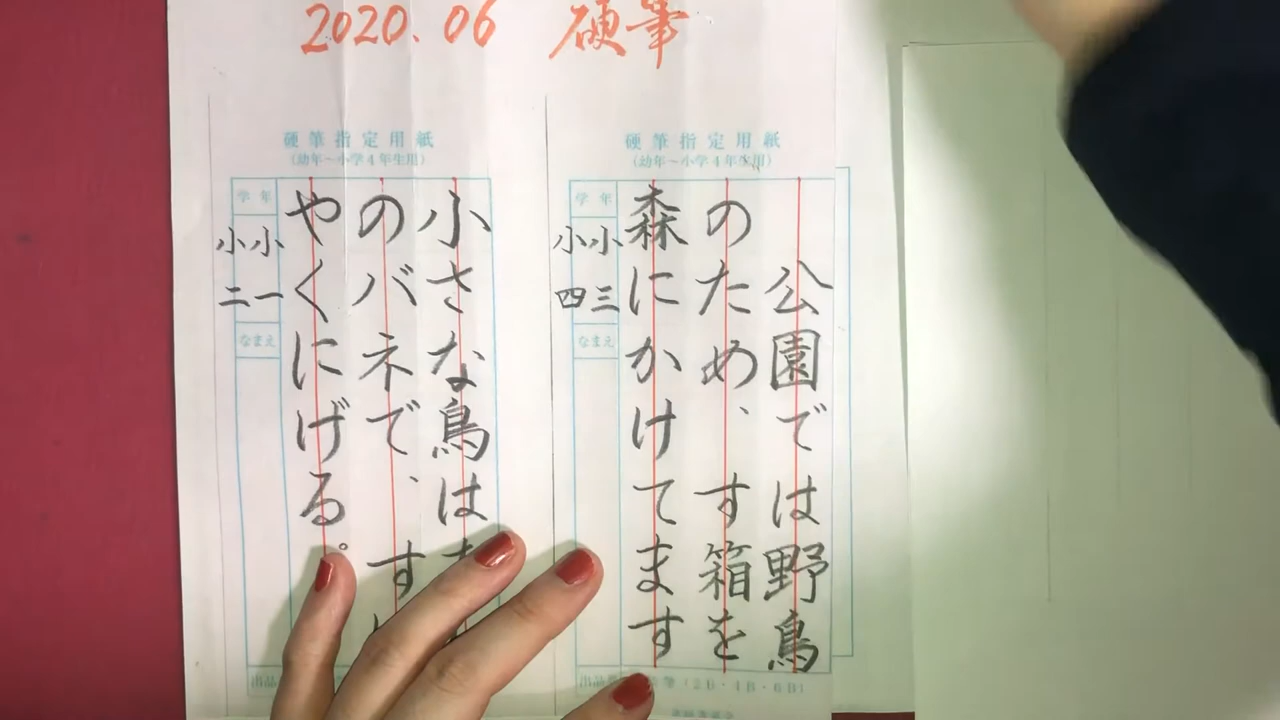 2020.06 硬筆
硬筆指定用紙
(幼年~小学4年生用)
公園では野鳥
のため、す箱を
森にかけてます
学年
小三
小四
なまえ
硬筆指定用紙
(幼年~小学4年生用)
小さな鳥は
のバネで、す
やくにげる。
学年
小一
小二
なまえ